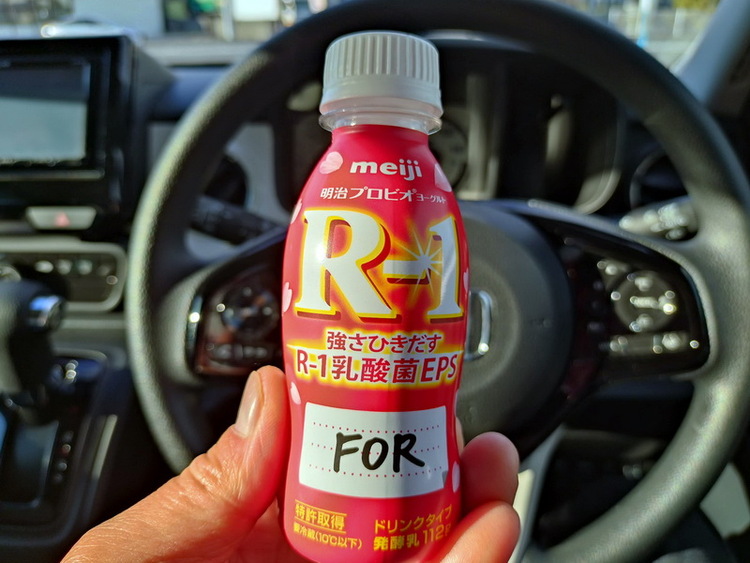 meiji
明治プロビオヨーグルト
R-1
強さひきだす
R-1乳酸菌EPS
FOR
特許取得
要冷蔵(10℃以下)
ドリンクタイプ
発酵乳 112g